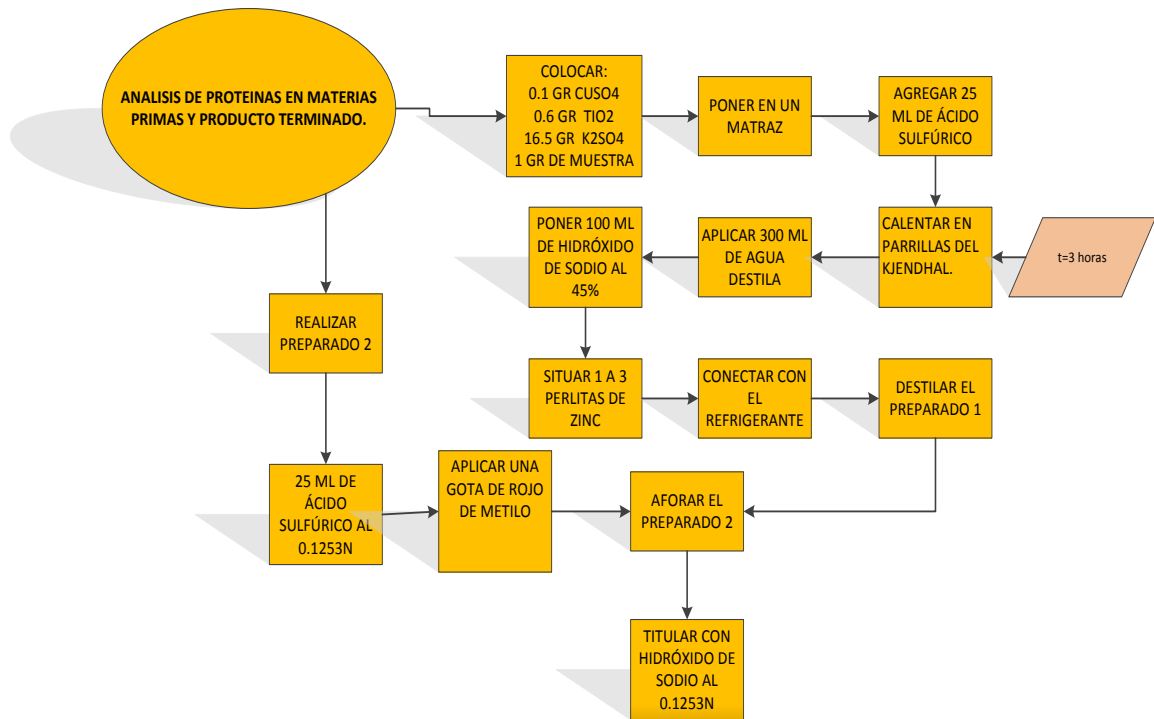 ANALISIS DE PROTEINAS EN MATERIAS
PRIMAS Y PRODUCTO TERMINADO.
COLOCAR:
0.1 GR CUSO4
0.6 GR TIO2
16.5 GR K2SO4
1 GR DE MUESTRA
PONER EN UN
MATRAZ
AGREGAR 25
ML DE ÁCIDO
SULFÚRICO
t=3 horas
CALENTAR EN
PARRILLAS DEL
KJENDHAL.
APLICAR 300 ML
DE AGUA
DESTILA
PONER 100 ML
DE HIDRÓXIDO
DE SODIO AL
45%
SITUAR 1 A 3
PERLITAS DE
ZINC
CONECTAR CON
EL
REFRIGERANTE
DESTILAR EL
PREPARADO 1
REALIZAR
PREPARADO 2
25 ML DE
ÁCIDO
SULFÚRICO AL
0.1253N
APLICAR UNA
GOTA DE ROJO
DE METILO
AFORAR EL
PREPARADO 2
TITULAR CON
HIDRÓXIDO DE
SODIO AL
0.1253N